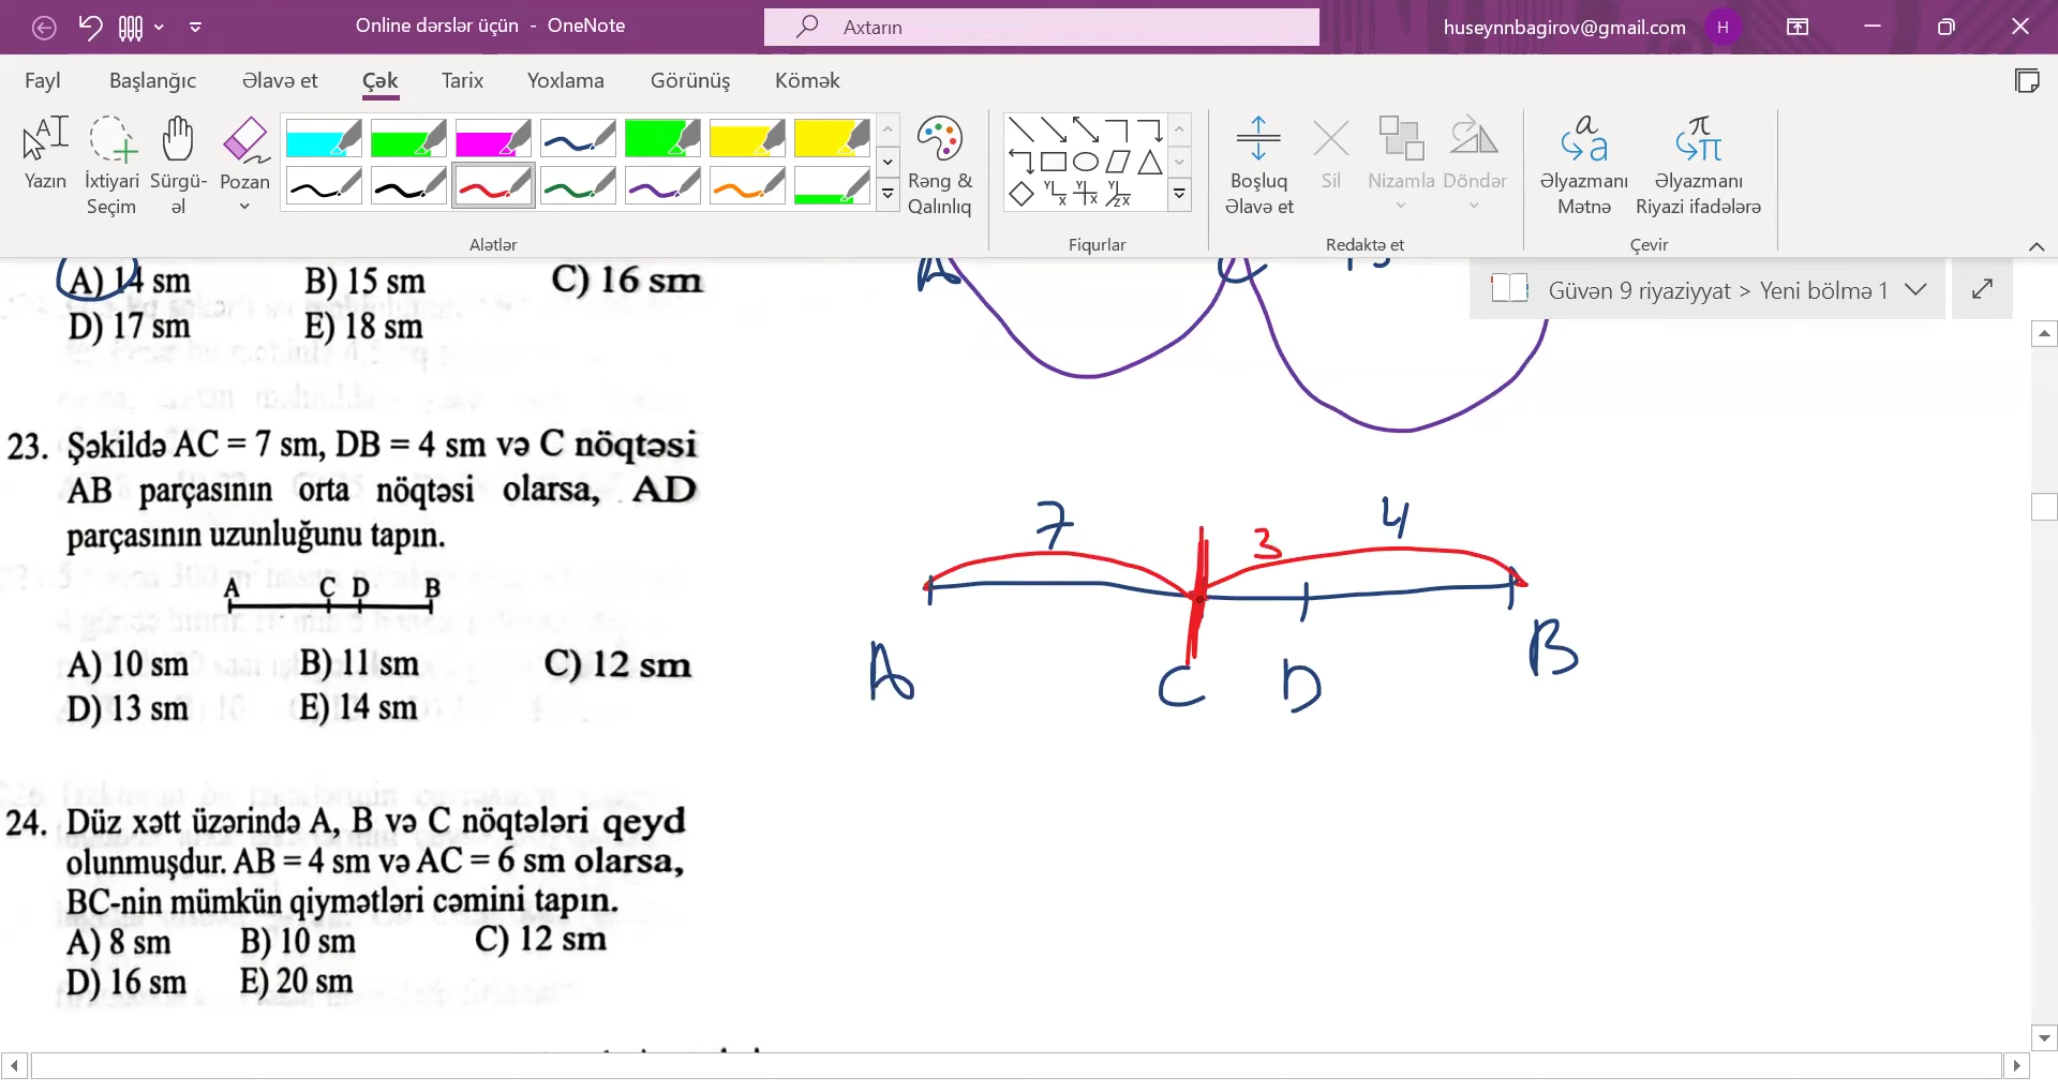 Online dərslər üçün - OneNote
Axtarın
huseynnbagirov@gmail.com
H
Fayl
Başlanğıc
Əlavə et
Çək
Tarix
Yoxlama
Görünüş
Kömək
Yazın
İxtiyari Seçim
Sürgü-əl
Pozan
Rəng & Qalınlıq
Boşluq Əlavə et
Sil
Nizamla
Döndər
Əlyazmanı Mətnə
Əlyazmanı Riyazi ifadələrə
Alətlər
Fiqurlar
Redaktə et
Çevir
Güvən 9 riyaziyyat > Yeni bölmə 1
A) 14 sm B) 15 sm C) 16 sm
D) 17 sm E) 18 sm
23. Şəkildə AC = 7 sm, DB = 4 sm və C nöqtəsi
AB parçasının orta nöqtəsi olarsa, AD
parçasının uzunluğunu tapın.
A C D B
A) 10 sm B) 11 sm C) 12 sm
D) 13 sm E) 14 sm
24. Düz xətt üzərində A, B və C nöqtələri qeyd
olunmuşdur. AB = 4 sm və AC = 6 sm olarsa,
BC-nin mümkün qiymətləri cəmini tapın.
A) 8 sm B) 10 sm C) 12 sm
D) 16 sm E) 20 sm
7 3 4
A C D B